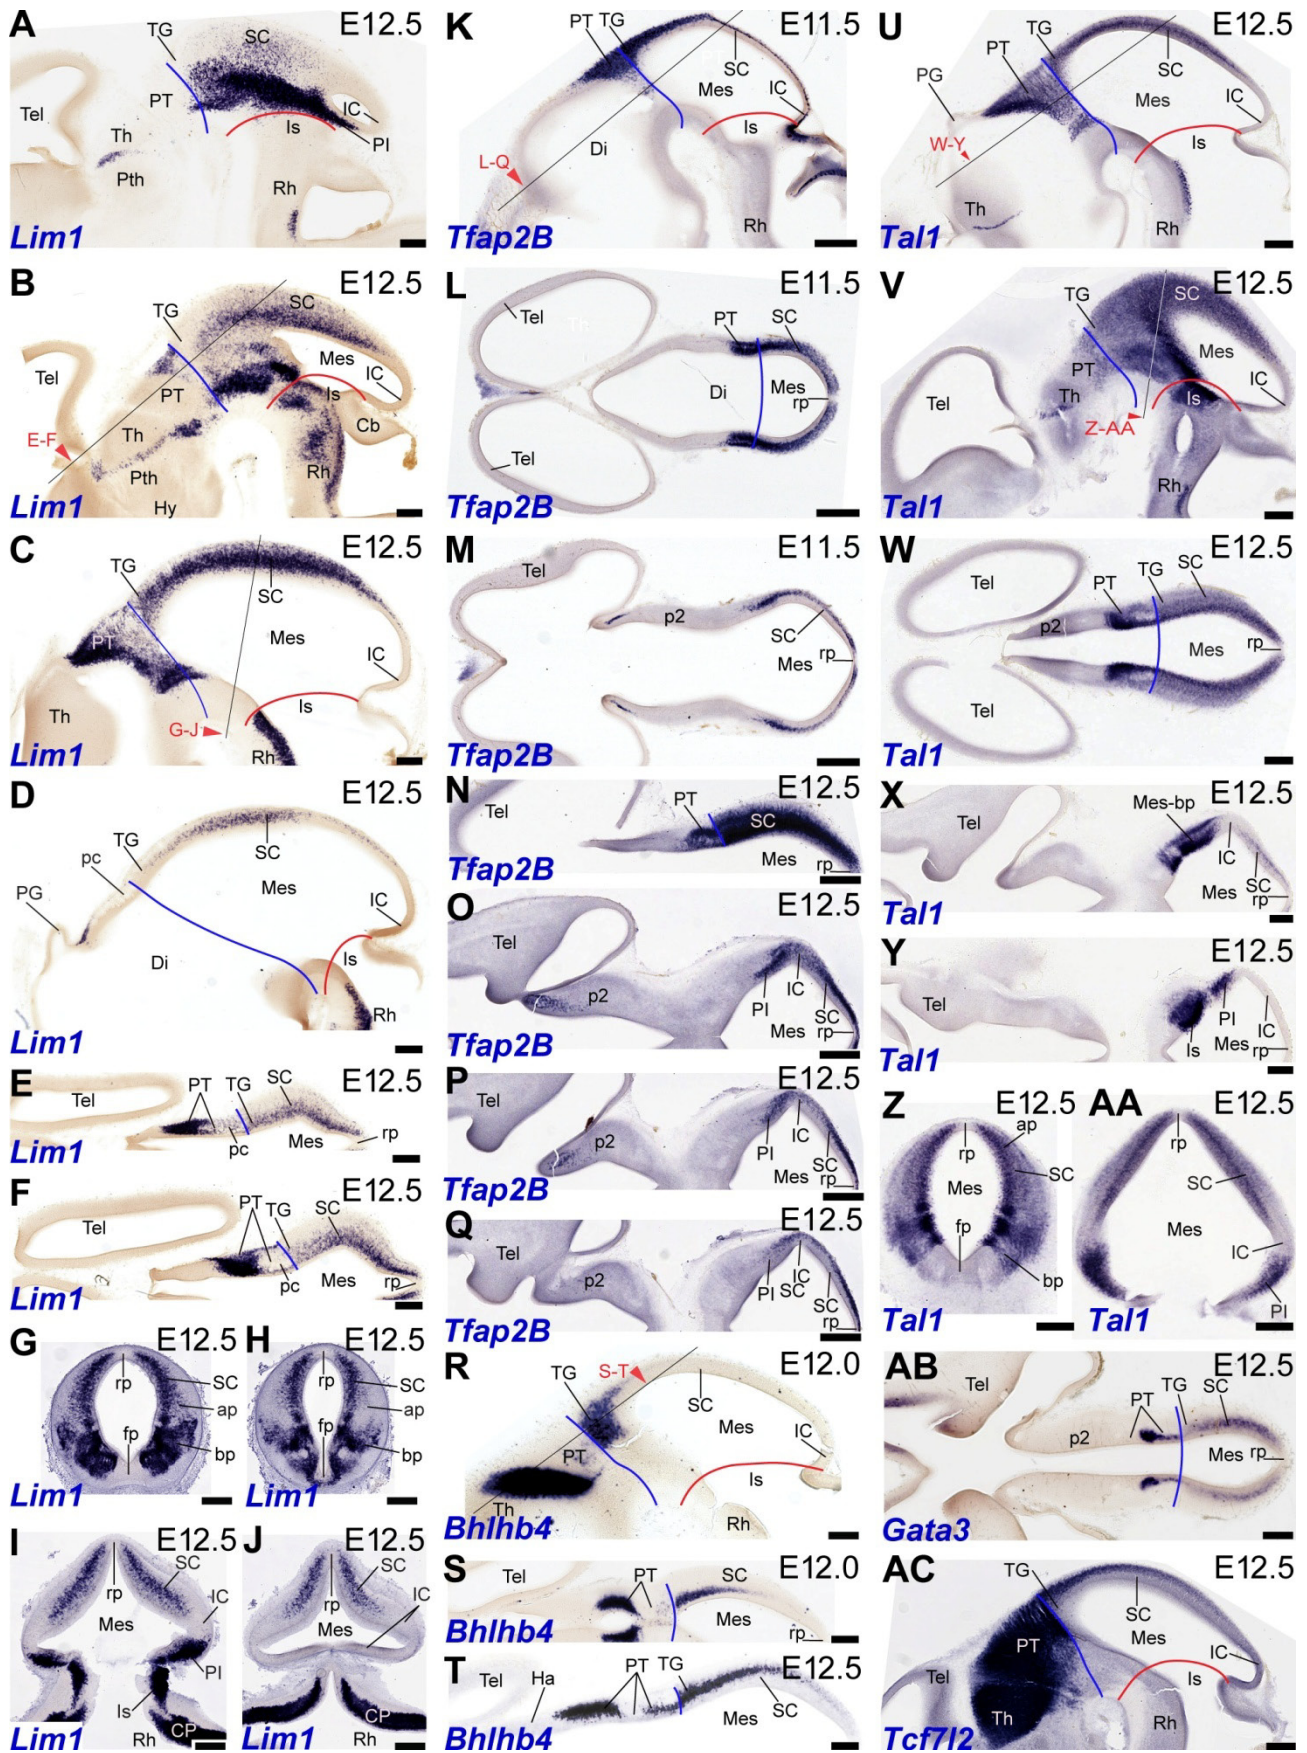 A E12.5
TG
SC
PT
Tel
IC
Is
Th
PI
Pth
Rh
Lim1
B E12.5
TG
SC
Mes
Tel
PT
IC
Is
Th
Cb
E-F
Pth
Rh
Hy
Lim1
C E12.5
TG
SC
Mes
PT
IC
Is
Th
G-J
Rh
Lim1
D E12.5
TG
SC
pc
Mes
PG
IC
Is
Di
Rh
Lim1
E E12.5
PT TG SC
Tel
Mes
rp
pc
Lim1
F E12.5
PT TG SC
Tel
pc
Mes
rp
Lim1
G E12.5
rp
SC
ap
fp
bp
Lim1
H E12.5
rp
SC
ap
fp
bp
Lim1
I E12.5
rp
SC
IC
Mes
PI
Is
CP
Rh
Lim1
J E12.5
rp
SC
IC
Mes
CP
Rh
Lim1
K E11.5
PT TG
SC
Mes
IC
Is
Di
L-Q
Rh
Tfap2B
L E11.5
Tel
Th
PT SC
Di
Mes
rp
Tel
Tfap2B
M E11.5
Tel
p2
SC
Mes
rp
Tfap2B
N E12.5
PT
Tel
SC
Mes
rp
Tfap2B
O E12.5
Tel
p2
IC
PI
SC
Mes
rp
Tfap2B
P E12.5
Tel
p2
PI
IC
Mes
SC
rp
Tfap2B
Q E12.5
Tel
p2
PI
IC
SC
Mes
SC
rp
Tfap2B
R E12.0
TG
S-T
SC
Mes
IC
PT
Is
Th
Rh
Bhlhb4
S E12.0
Tel
PT
SC
Mes
rp
Bhlhb4
T E12.5
Tel
Ha
PT TG
SC
Mes
Bhlhb4
U E12.5
TG
PT
SC
PG
Mes
IC
Is
W-Y
Th
Rh
Tal1
V E12.5
TG
SC
Mes
PT
IC
Tel
Th
Is
Z-AA
Rh
Tal1
W E12.5
Tel
PT TG SC
p2
Mes
rp
Tel
Tal1
X E12.5
Mes-bp
Tel
IC
Mes
SC
rp
Tal1
Y E12.5
Tel
PI
IC
Is
Mes
rp
Tal1
Z E12.5
rp
ap
SC
Mes
fp
bp
Tal1
AA E12.5
rp
SC
Mes
IC
PI
Tal1
AB E12.5
Tel
PT TG SC
p2
Mes
rp
Gata3
AC E12.5
TG
SC
Mes
PT
IC
Tel
Is
Th
Rh
Tcf7l2